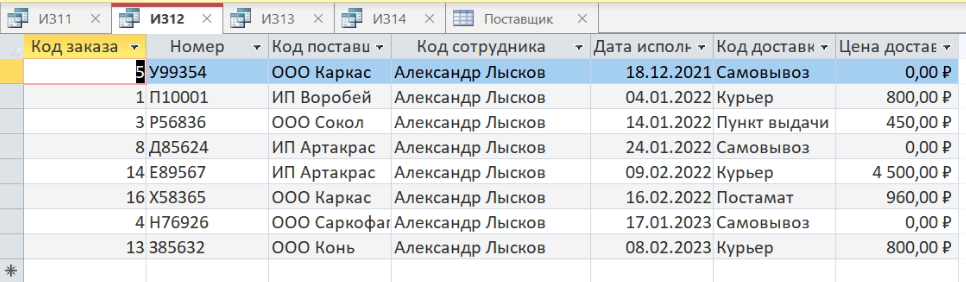 ИЗ11 ИЗ12 ИЗ13 ИЗ14 Поставщик
Код заказа Номер Код поставщ Код сотрудника Дата исполн Код доставк Цена достав
5 У99354 ООО Каркас Александр Лысков 18.12.2021 Самовывоз 0,00 ₽
1 П10001 ИП Воробей Александр Лысков 04.01.2022 Курьер 800,00 ₽
3 Р56836 ООО Сокол Александр Лысков 14.01.2022 Пункт выдачи 450,00 ₽
8 Д85624 ИП Артакрас Александр Лысков 24.01.2022 Самовывоз 0,00 ₽
14 Е89567 ИП Артакрас Александр Лысков 09.02.2022 Курьер 4 500,00 ₽
16 Х58365 ООО Каркас Александр Лысков 16.02.2022 Постамат 960,00 ₽
4 Н76926 ООО Саркофаг Александр Лысков 17.01.2023 Самовывоз 0,00 ₽
13 З85632 ООО Конь Александр Лысков 08.02.2023 Курьер 800,00 ₽